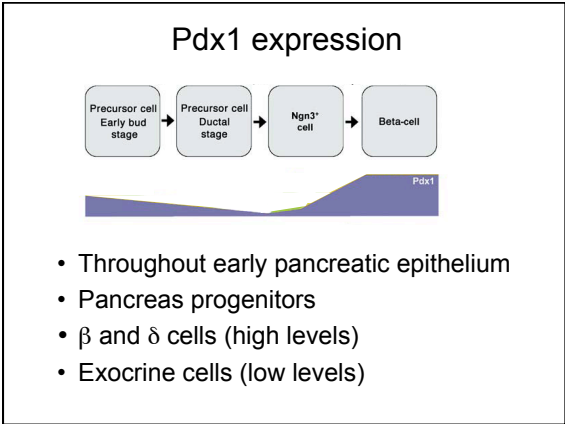 Pdx1 expression
Precursor cell
Early bud
stage
Precursor cell
Ductal
stage
Ngn3+
cell
Beta-cell
Pdx1
• Throughout early pancreatic epithelium
• Pancreas progenitors
• β and δ cells (high levels)
• Exocrine cells (low levels)